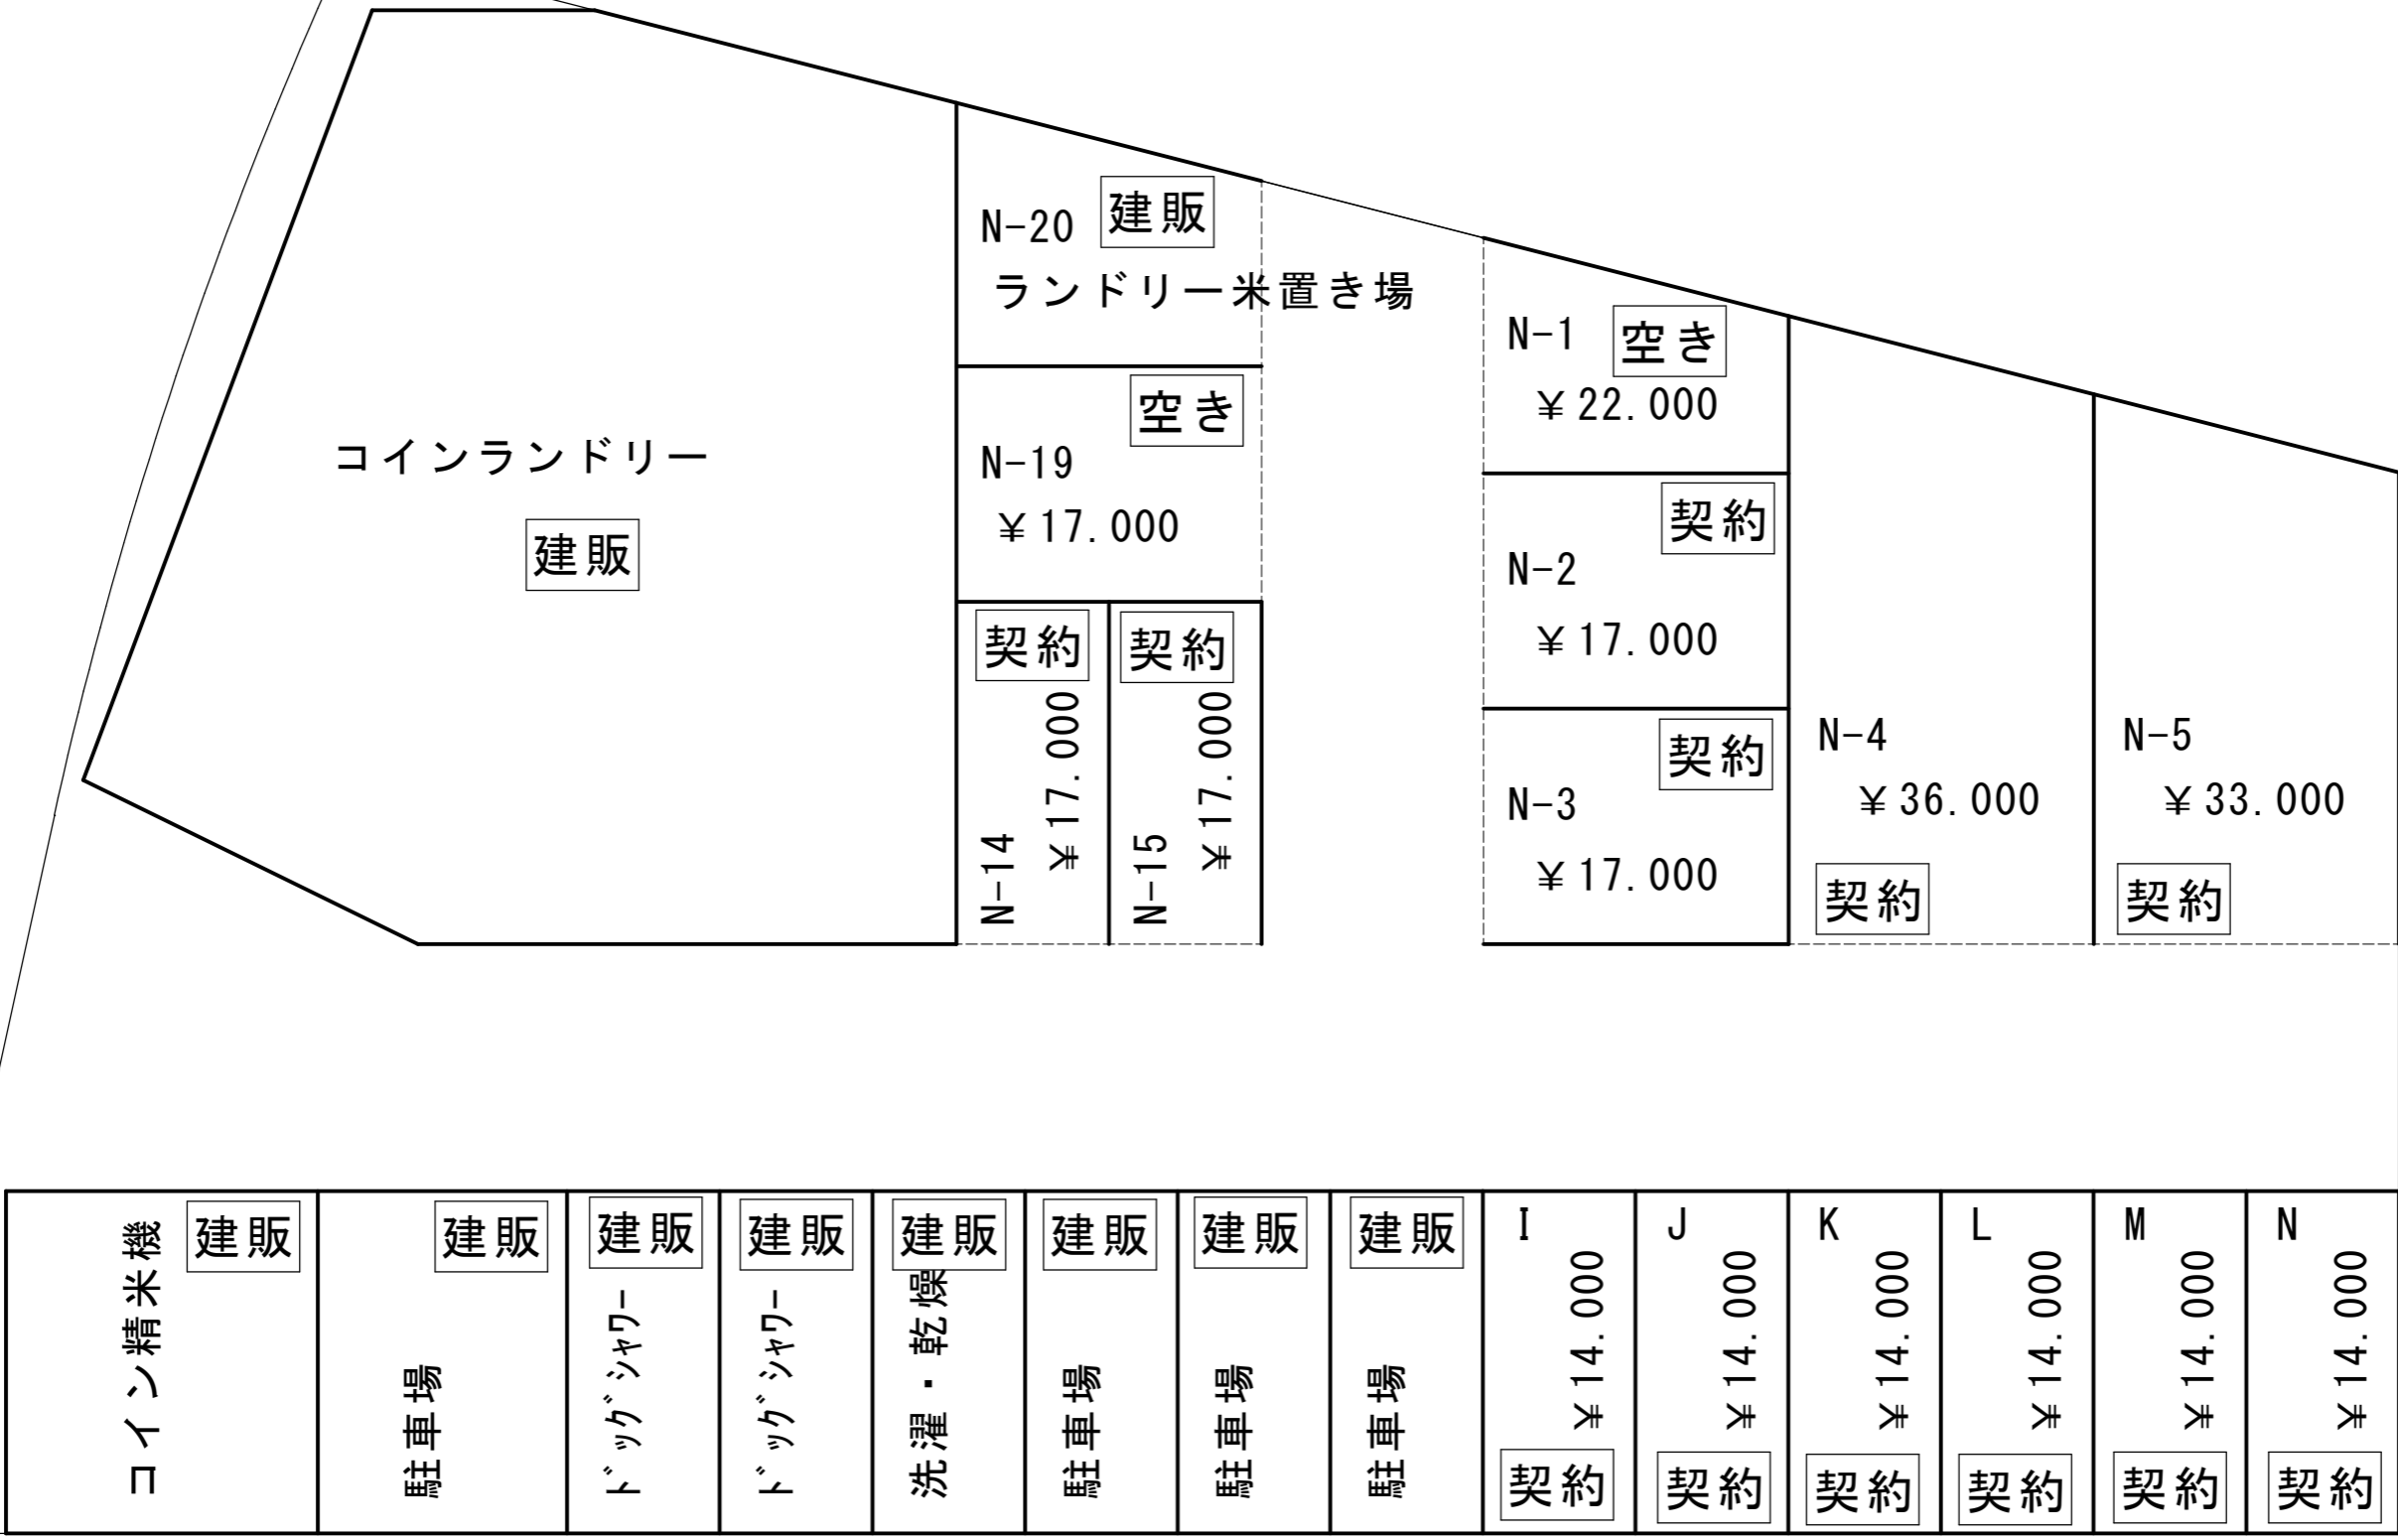 コインランドリー
建販
N-20
建販
ランドリー米置き場
N-19
空き
￥17.000
N-14
￥17.000
契約
N-15
￥17.000
契約
N-1
空き
￥22.000
契約
N-2
￥17.000
契約
N-3
￥17.000
N-4
￥36.000
契約
N-5
￥33.000
契約
コイン精米機
建販
駐車場
建販
ﾄﾞｯｸﾞｼｬﾜｰ
建販
ﾄﾞｯｸﾞｼｬﾜｰ
建販
洗濯・乾燥
建販
駐車場
建販
駐車場
建販
駐車場
建販
I
￥14.000
契約
J
￥14.000
契約
K
￥14.000
契約
L
￥14.000
契約
M
￥14.000
契約
N
￥14.000
契約